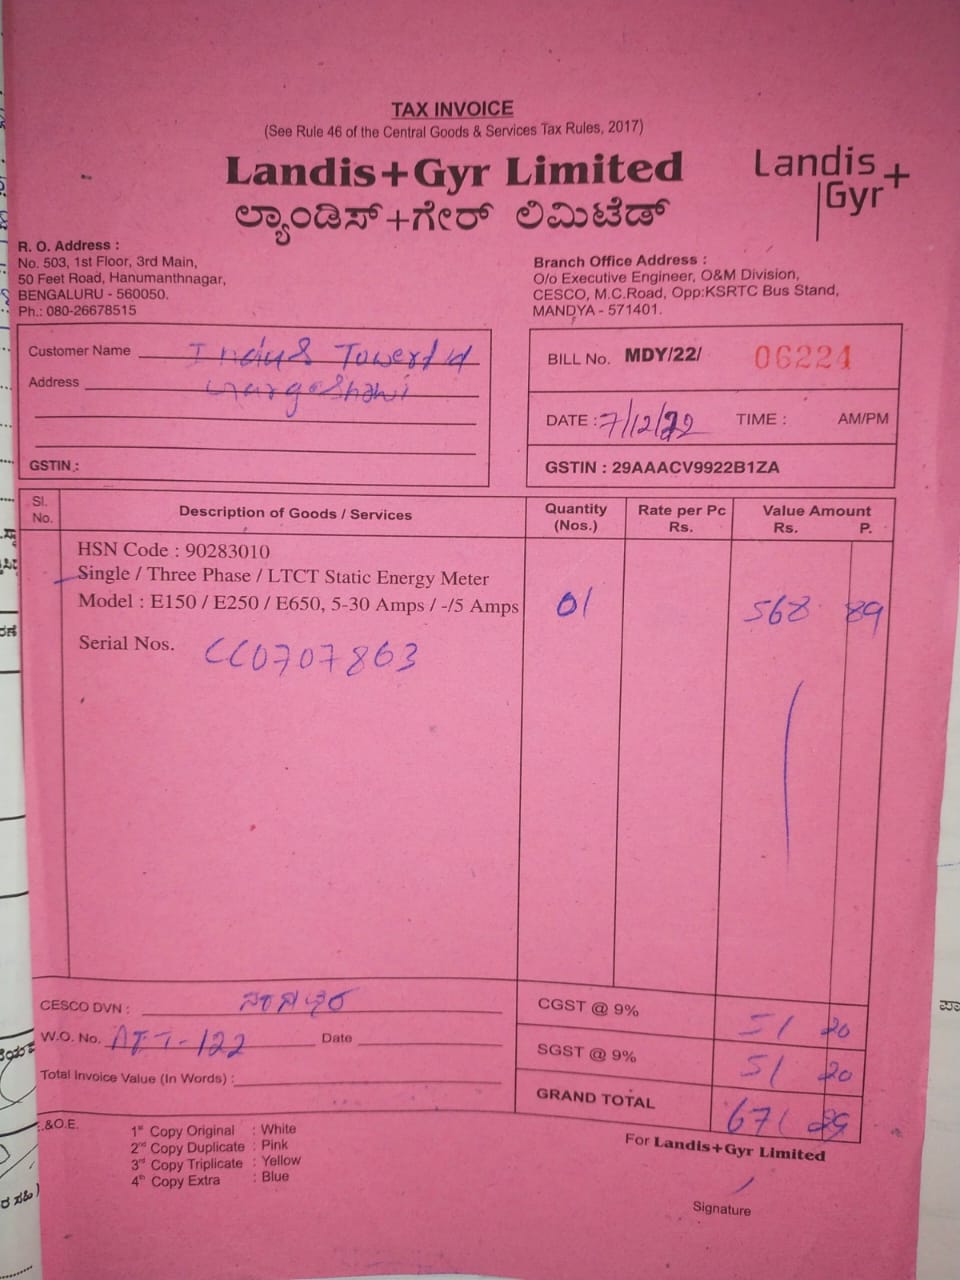 TAX INVOICE
(See Rule 46 of the Central Goods & Services Tax Rules, 2017)
Landis+Gyr Limited
ಲ್ಯಾಂಡಿಸ್+ಗೇರ್ ಲಿಮಿಟೆಡ್
Landis+
Gyr
R. O. Address :
No. 503, 1st Floor, 3rd Main,
50 Feet Road, Hanumanthnagar,
BENGALURU - 560050.
Ph.: 080-26678515
Branch Office Address :
O/o Executive Engineer, O&M Division,
CESCO, M.C.Road, Opp:KSRTC Bus Stand,
MANDYA - 571401.
Customer Name Indus Tower Ltd
Address
GSTIN :
BILL No. MDY/22/ 06224
DATE : 7/12/22 TIME : AM/PM
GSTIN : 29AAACV9922B1ZA
Sl. No. Description of Goods / Services Quantity (Nos.) Rate per Pc Rs. Value Amount Rs. P.
HSN Code : 90283010
Single / Three Phase / LTCT Static Energy Meter
Model : E150 / E250 / E650, 5-30 Amps / -/5 Amps 01 568 89
Serial Nos. CC0707863
CESCO DVN :
W.O. No. Date
Total Invoice Value (In Words) :
CGST @ 9% 51 20
SGST @ 9% 51 20
GRAND TOTAL 671 29
.&O.E.
1st Copy Original : White
2nd Copy Duplicate : Pink
3rd Copy Triplicate : Yellow
4th Copy Extra : Blue
For Landis+Gyr Limited
Signature